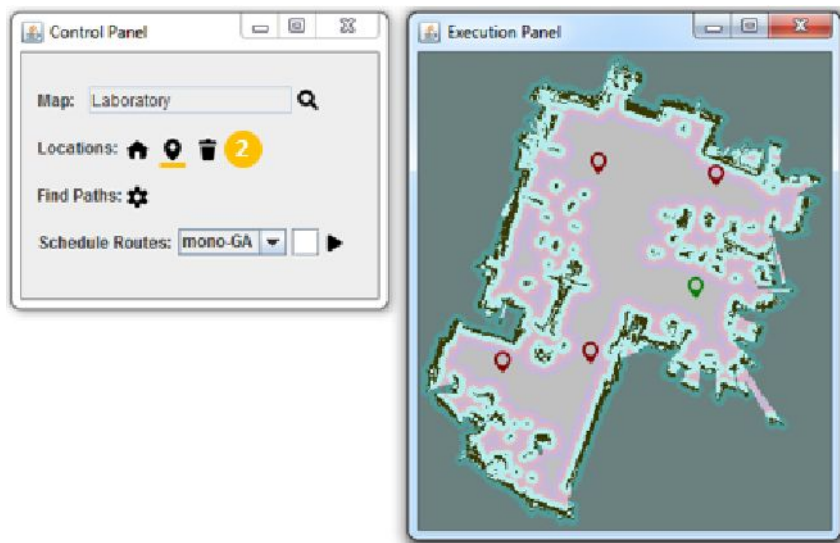 Control Panel
Map: Laboratory
Locations: 2
Find Paths:
Schedule Routes: mono-GA
Execution Panel